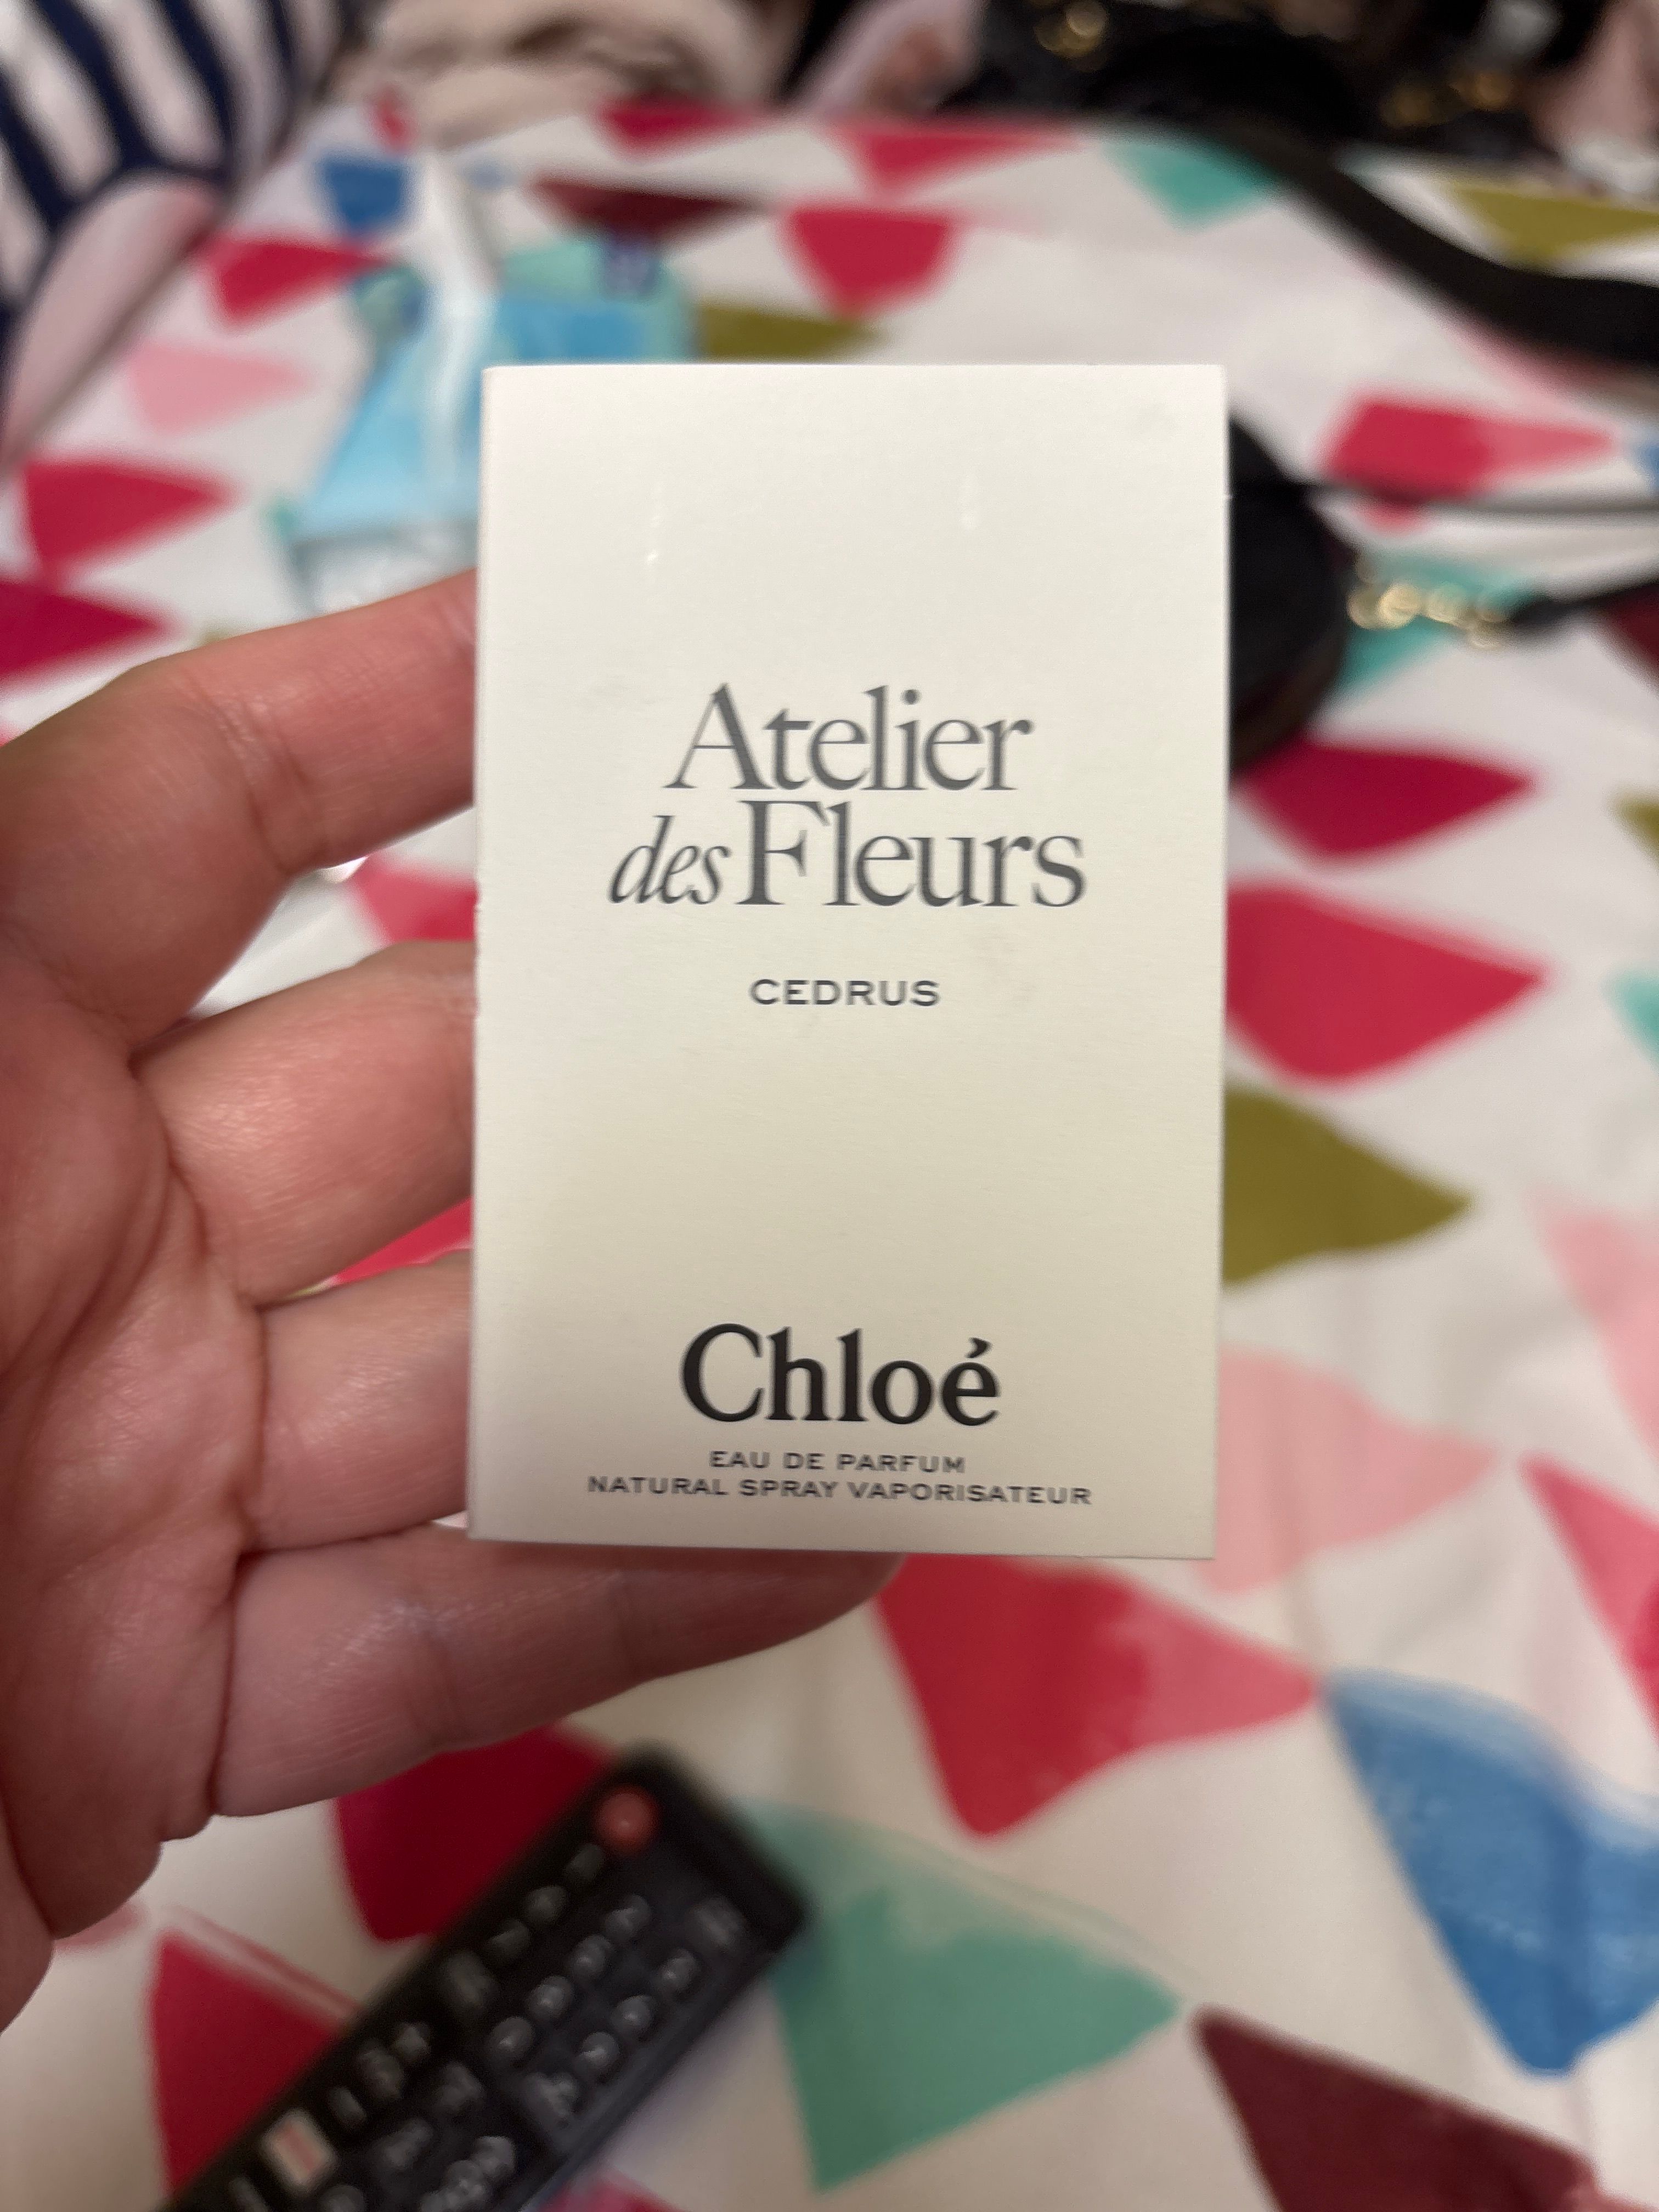 Atelier
des Fleurs
CEDRUS
Chloé
EAU DE PARFUM
NATURAL SPRAY VAPORISATEUR